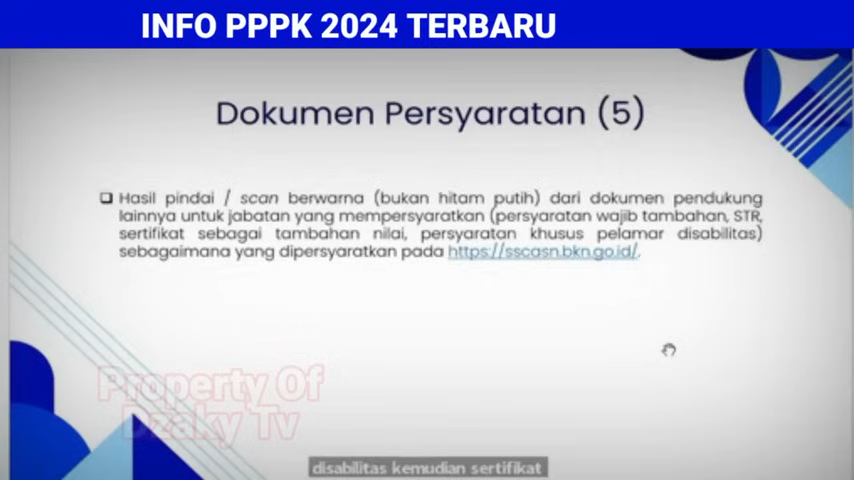 INFO PPPK 2024 TERBARU
Dokumen Persyaratan (5)
Hasil pindai / scan berwarna (bukan hitam putih) dari dokumen pendukung
lainnya untuk jabatan yang mempersyaratkan (persyaratan wajib tambahan, STR,
sertifikat sebagai tambahan nilai, persyaratan khusus pelamar disabilitas)
sebagaimana yang dipersyaratkan pada https://sscasn.bkn.go.id/.
Property Of
Dzaky Tv
disabilitas kemudian sertifikat